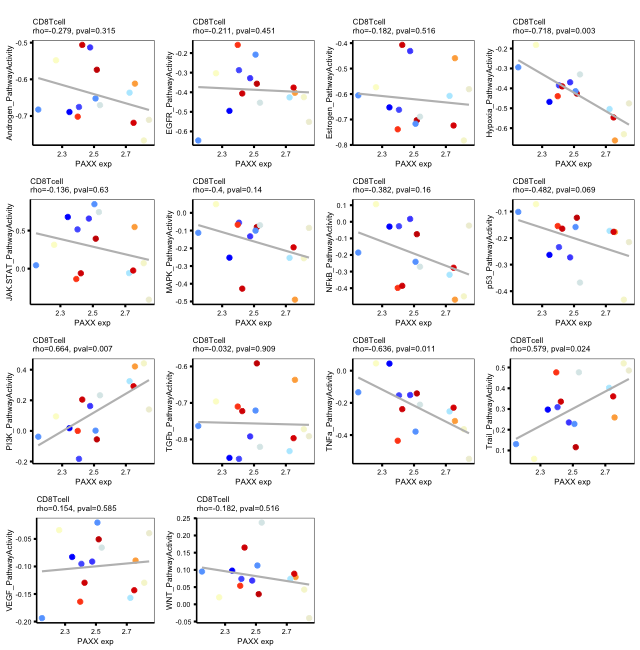 CD8Tcell
rho=-0.279, pval=0.315
Androgen_PathwayActivity
-0.5
-0.6
-0.7
2.3 2.5 2.7
PAXX exp
CD8Tcell
rho=-0.211, pval=0.451
EGFR_PathwayActivity
-0.2
-0.3
-0.4
-0.5
-0.6
2.3 2.5 2.7
PAXX exp
CD8Tcell
rho=-0.182, pval=0.516
Estrogen_PathwayActivity
-0.4
-0.5
-0.6
-0.7
-0.8
2.3 2.5 2.7
PAXX exp
CD8Tcell
rho=-0.718, pval=0.003
Hypoxia_PathwayActivity
-0.2
-0.3
-0.4
-0.5
-0.6
2.3 2.5 2.7
PAXX exp
CD8Tcell
rho=-0.136, pval=0.63
JAK.STAT_PathwayActivity
0.5
0.0
2.3 2.5 2.7
PAXX exp
CD8Tcell
rho=-0.4, pval=0.14
MAPK_PathwayActivity
0.0
-0.1
-0.2
-0.3
-0.4
-0.5
2.3 2.5 2.7
PAXX exp
CD8Tcell
rho=-0.382, pval=0.16
NFkB_PathwayActivity
0.1
0.0
-0.1
-0.2
-0.3
-0.4
2.3 2.5 2.7
PAXX exp
CD8Tcell
rho=-0.482, pval=0.069
p53_PathwayActivity
-0.1
-0.2
-0.3
-0.4
2.3 2.5 2.7
PAXX exp
CD8Tcell
rho=0.664, pval=0.007
PI3K_PathwayActivity
0.4
0.2
0.0
-0.2
2.3 2.5 2.7
PAXX exp
CD8Tcell
rho=-0.032, pval=0.909
TGFb_PathwayActivity
-0.6
-0.7
-0.8
2.3 2.5 2.7
PAXX exp
CD8Tcell
rho=-0.636, pval=0.011
TNFa_PathwayActivity
0.0
-0.2
-0.4
2.3 2.5 2.7
PAXX exp
CD8Tcell
rho=0.579, pval=0.024
Trail_PathwayActivity
0.5
0.4
0.3
0.2
0.1
2.3 2.5 2.7
PAXX exp
CD8Tcell
rho=0.154, pval=0.585
VEGF_PathwayActivity
-0.05
-0.10
-0.15
-0.20
2.3 2.5 2.7
PAXX exp
CD8Tcell
rho=-0.182, pval=0.516
WNT_PathwayActivity
0.25
0.20
0.15
0.10
0.05
0.00
-0.05
2.3 2.5 2.7
PAXX exp